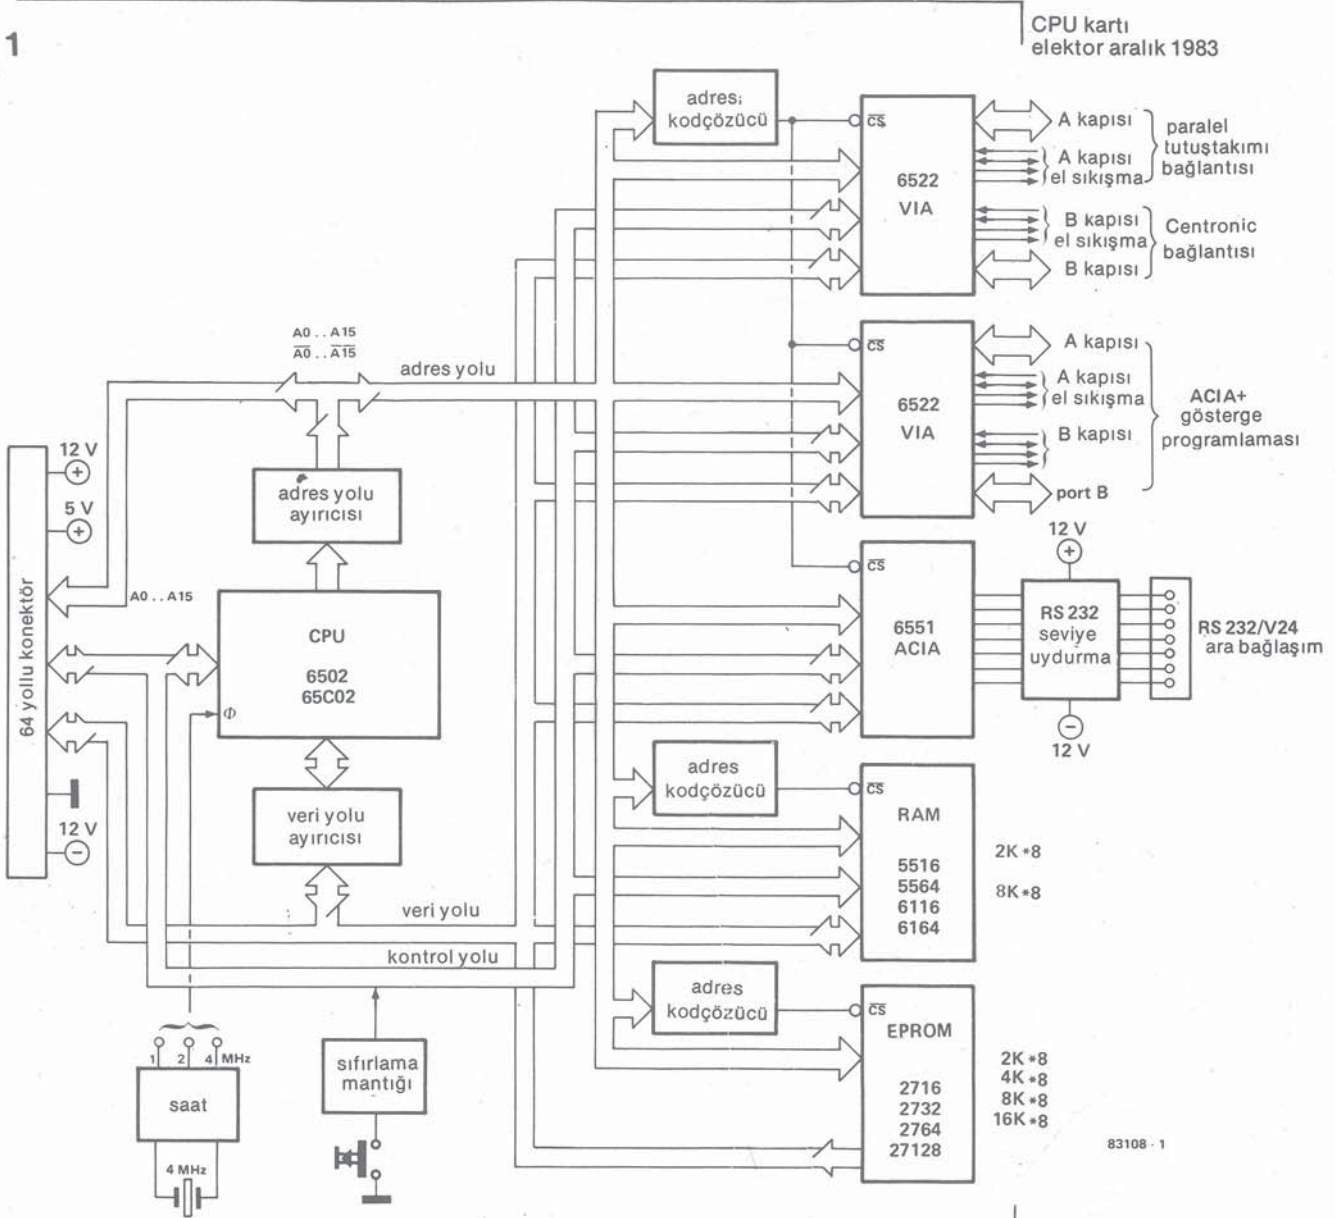 1
CPU kartı
elektor aralık 1983
adres
kodçözücü
CS
6522
VIA
A kapısı
A kapısı
el sıkışma
B kapısı
el sıkışma
B kapısı
paralel
tutuştakımı
bağlantısı
Centronic
bağlantısı
A0 . . A15
A0 . . A15
adres yolu
CS
6522
VIA
A kapısı
A kapısı
el sıkışma
B kapısı
port B
ACIA+
gösterge
programlaması
64 yollu konektör
12 V
5 V
12 V
A0 . . A15
adres yolu
ayırıcısı
CPU
6502
65C02
Φ
veri yolu
ayırıcısı
veri yolu
kontrol yolu
CS
6551
ACIA
12 V
RS 232
seviye
uydurma
12 V
RS 232/V24
ara bağlaşım
adres
kodçözücü
CS
RAM
5516
5564
6116
6164
2K *8
8K *8
adres
kodçözücü
CS
EPROM
2716
2732
2764
27128
2K *8
4K *8
8K *8
16K *8
1 2 4 MHz
saat
4 MHz
sıfırlama
mantığı
83108 - 1